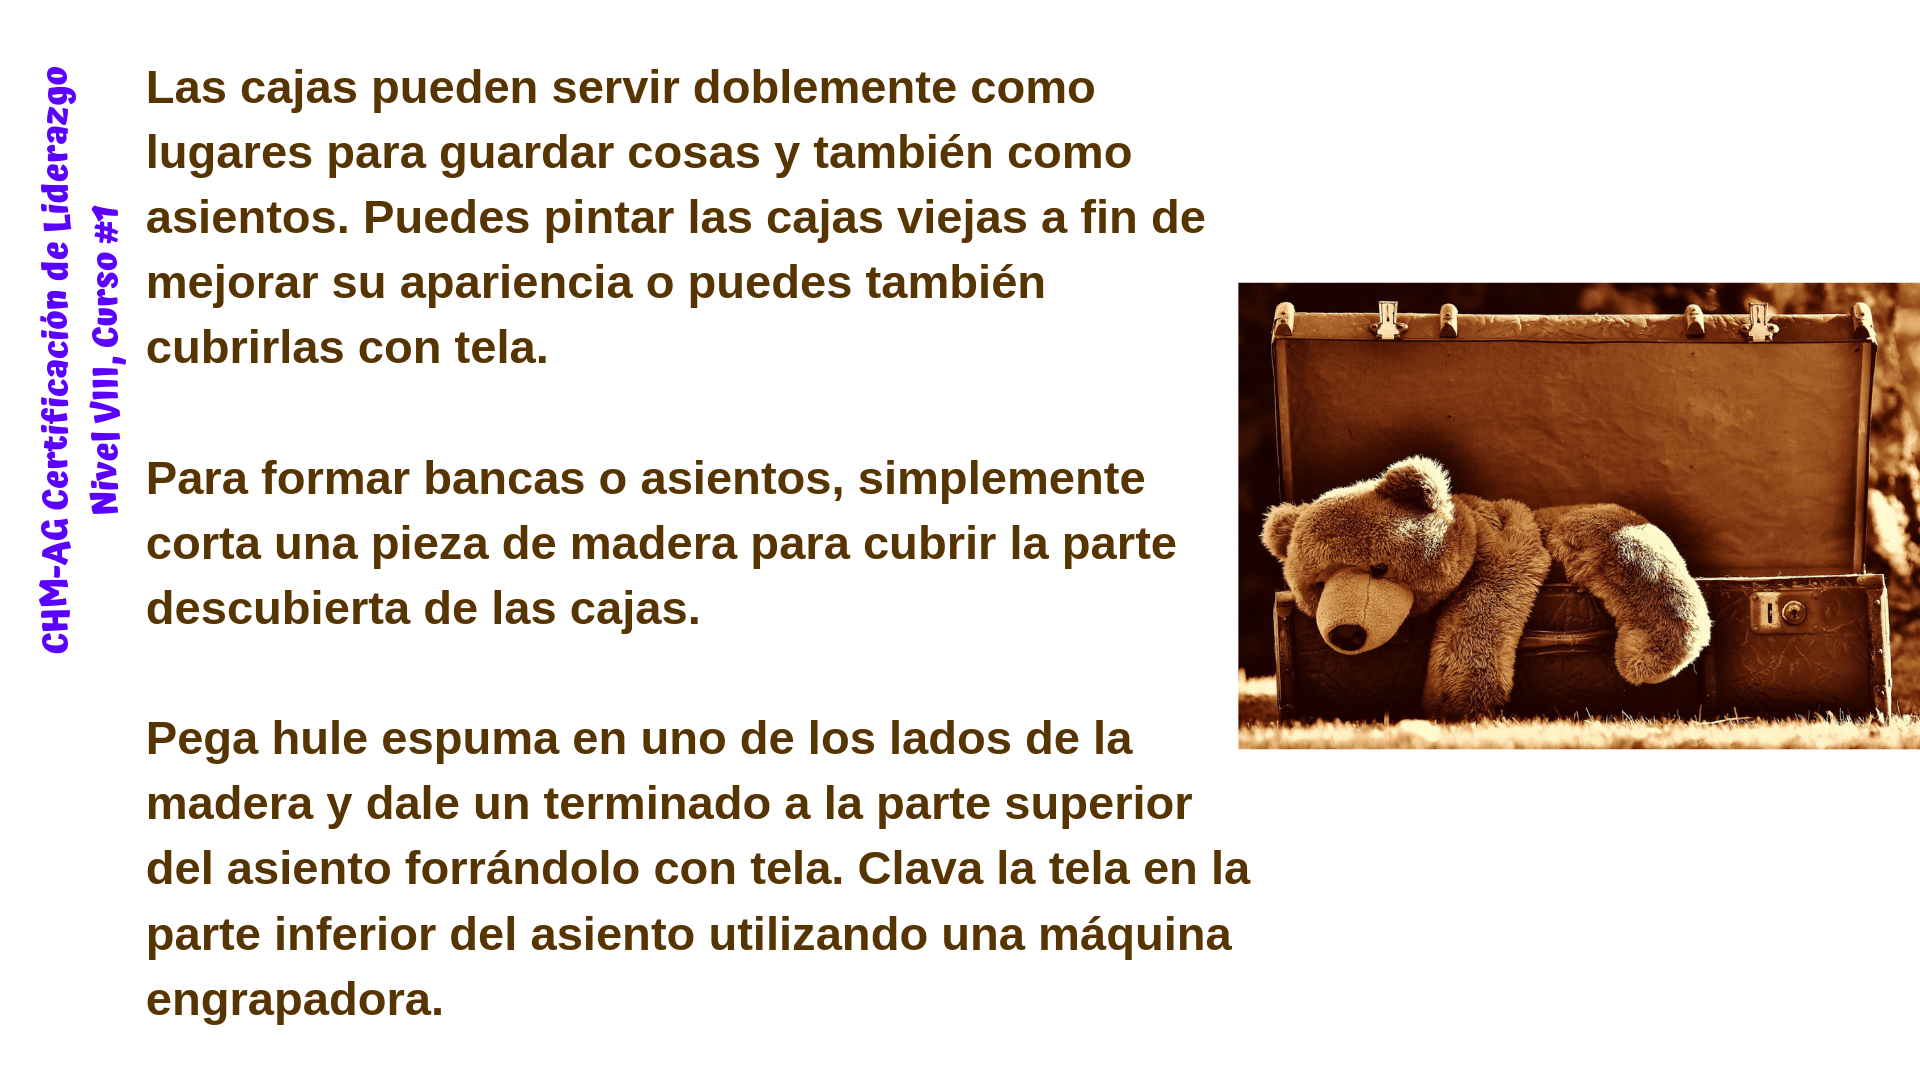 CHM-AG Certificación de Liderazgo
Nivel VIII, Curso #1
Las cajas pueden servir doblemente como
lugares para guardar cosas y también como
asientos. Puedes pintar las cajas viejas a fin de
mejorar su apariencia o puedes también
cubrirlas con tela.
Para formar bancas o asientos, simplemente
corta una pieza de madera para cubrir la parte
descubierta de las cajas.
Pega hule espuma en uno de los lados de la
madera y dale un terminado a la parte superior
del asiento forrándolo con tela. Clava la tela en la
parte inferior del asiento utilizando una máquina
engrapadora.